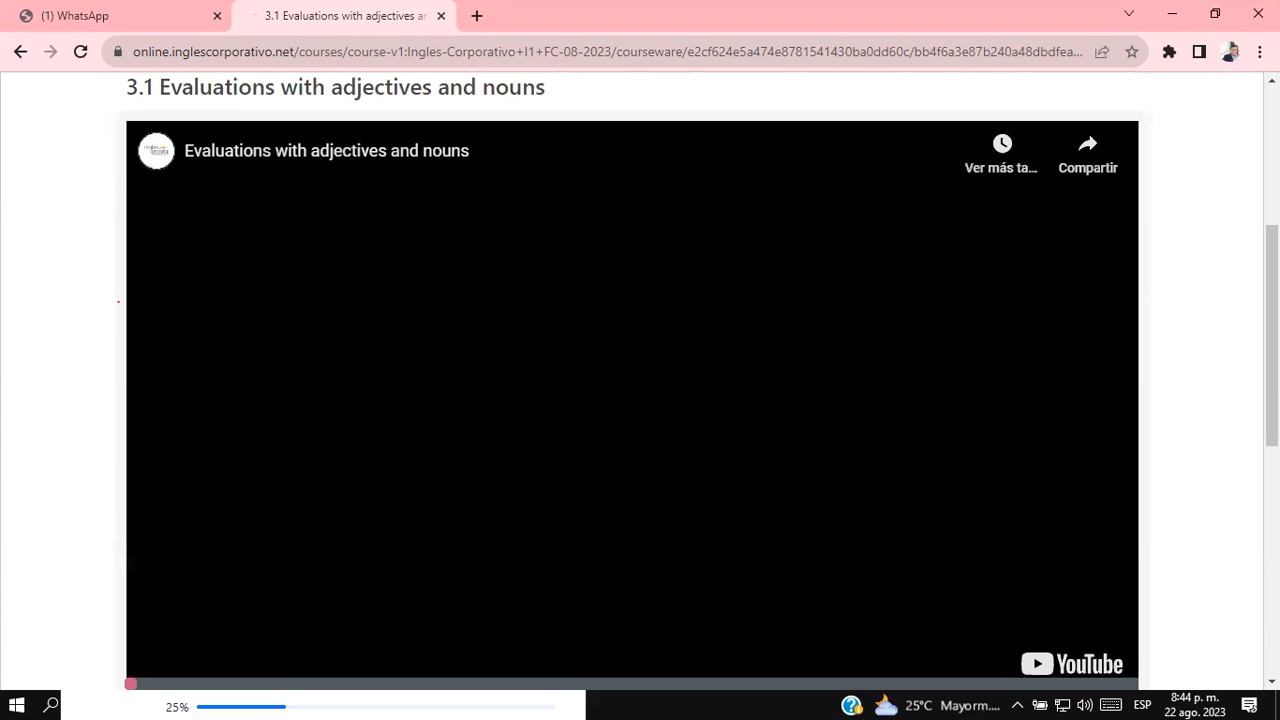 (1) WhatsApp
3.1 Evaluations with adjectives ar
online.inglescorporativo.net/courses/course-v1:Ingles-Corporativo+I1+FC-08-2023/courseware/e2cf624e5a474e8781541430ba0dd60c/bb4f6a3e87b240a48dbdfea...
3.1 Evaluations with adjectives and nouns
Evaluations with adjectives and nouns
Ver más ta...
Compartir
YouTube
25%
25°C Mayorm....
ESP
8:44 p. m.
22 ago. 2023